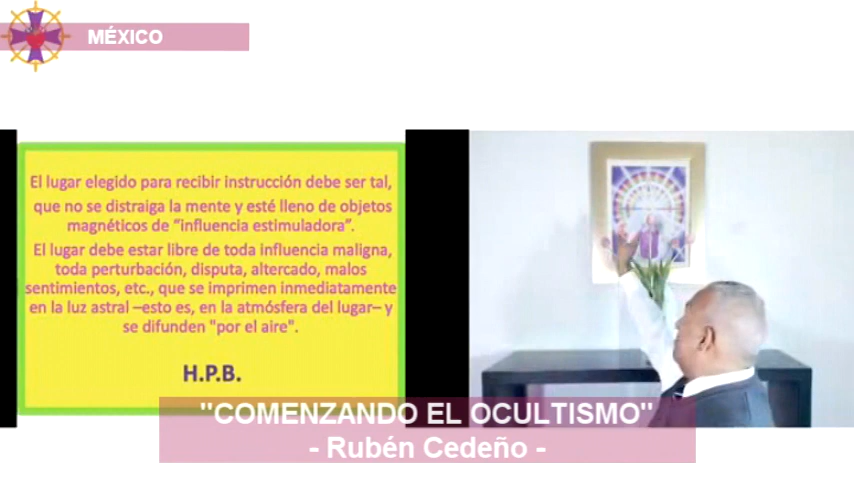 MÉXICO
El lugar elegido para recibir instrucción debe ser tal,
que no se distraiga la mente y esté lleno de objetos
magnéticos de “influencia estimuladora”.
El lugar debe estar libre de toda influencia maligna,
toda perturbación, disputa, altercado, malos
sentimientos, etc., que se imprimen inmediatamente
en la luz astral –esto es, en la atmósfera del lugar– y
se difunden "por el aire".
H.P.B.
"COMENZANDO EL OCULTISMO"
- Rubén Cedeño -